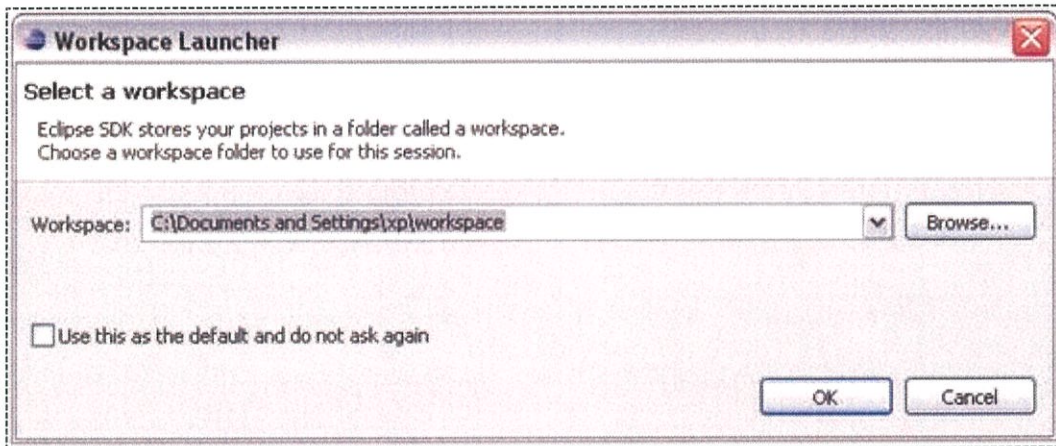 Workspace Launcher
Select a workspace
Eclipse SDK stores your projects in a folder called a workspace.
Choose a workspace folder to use for this session.
Workspace: C:\Documents and Settings\xp\workspace Browse...
Use this as the default and do not ask again
OK Cancel